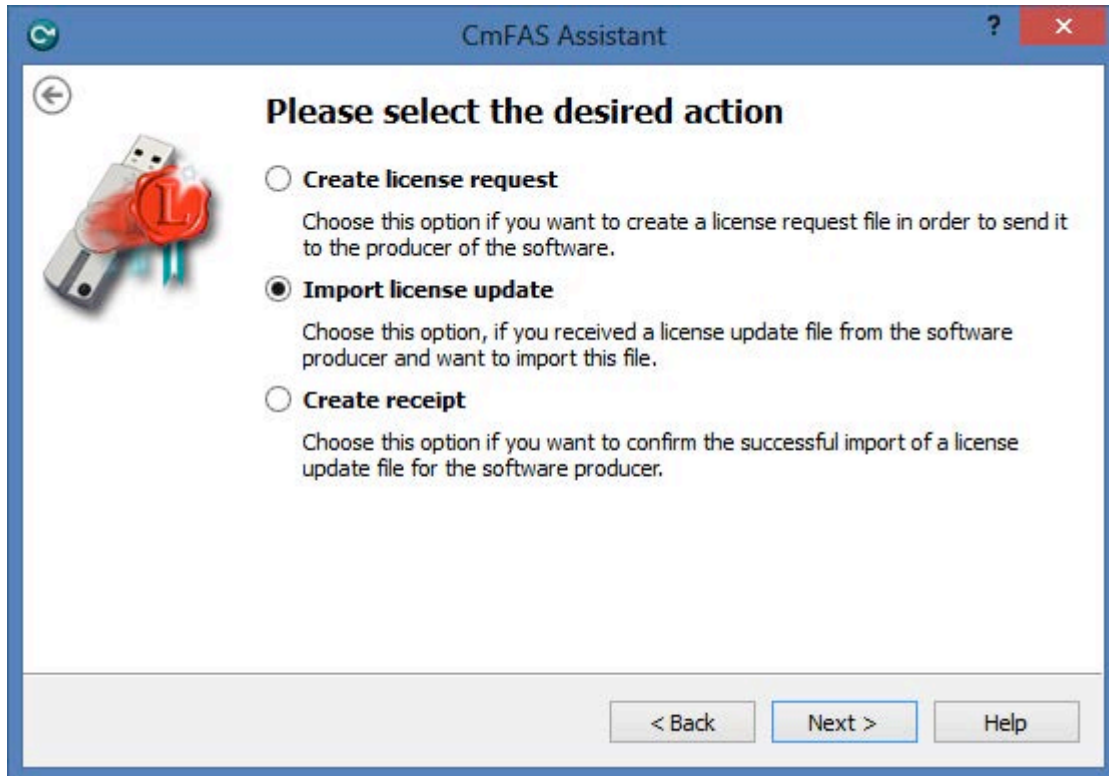 CmFAS Assistant
?
Please select the desired action
Create license request
Choose this option if you want to create a license request file in order to send it
to the producer of the software.
Import license update
Choose this option, if you received a license update file from the software
producer and want to import this file.
Create receipt
Choose this option if you want to confirm the successful import of a license
update file for the software producer.
L
< Back
Next >
Help